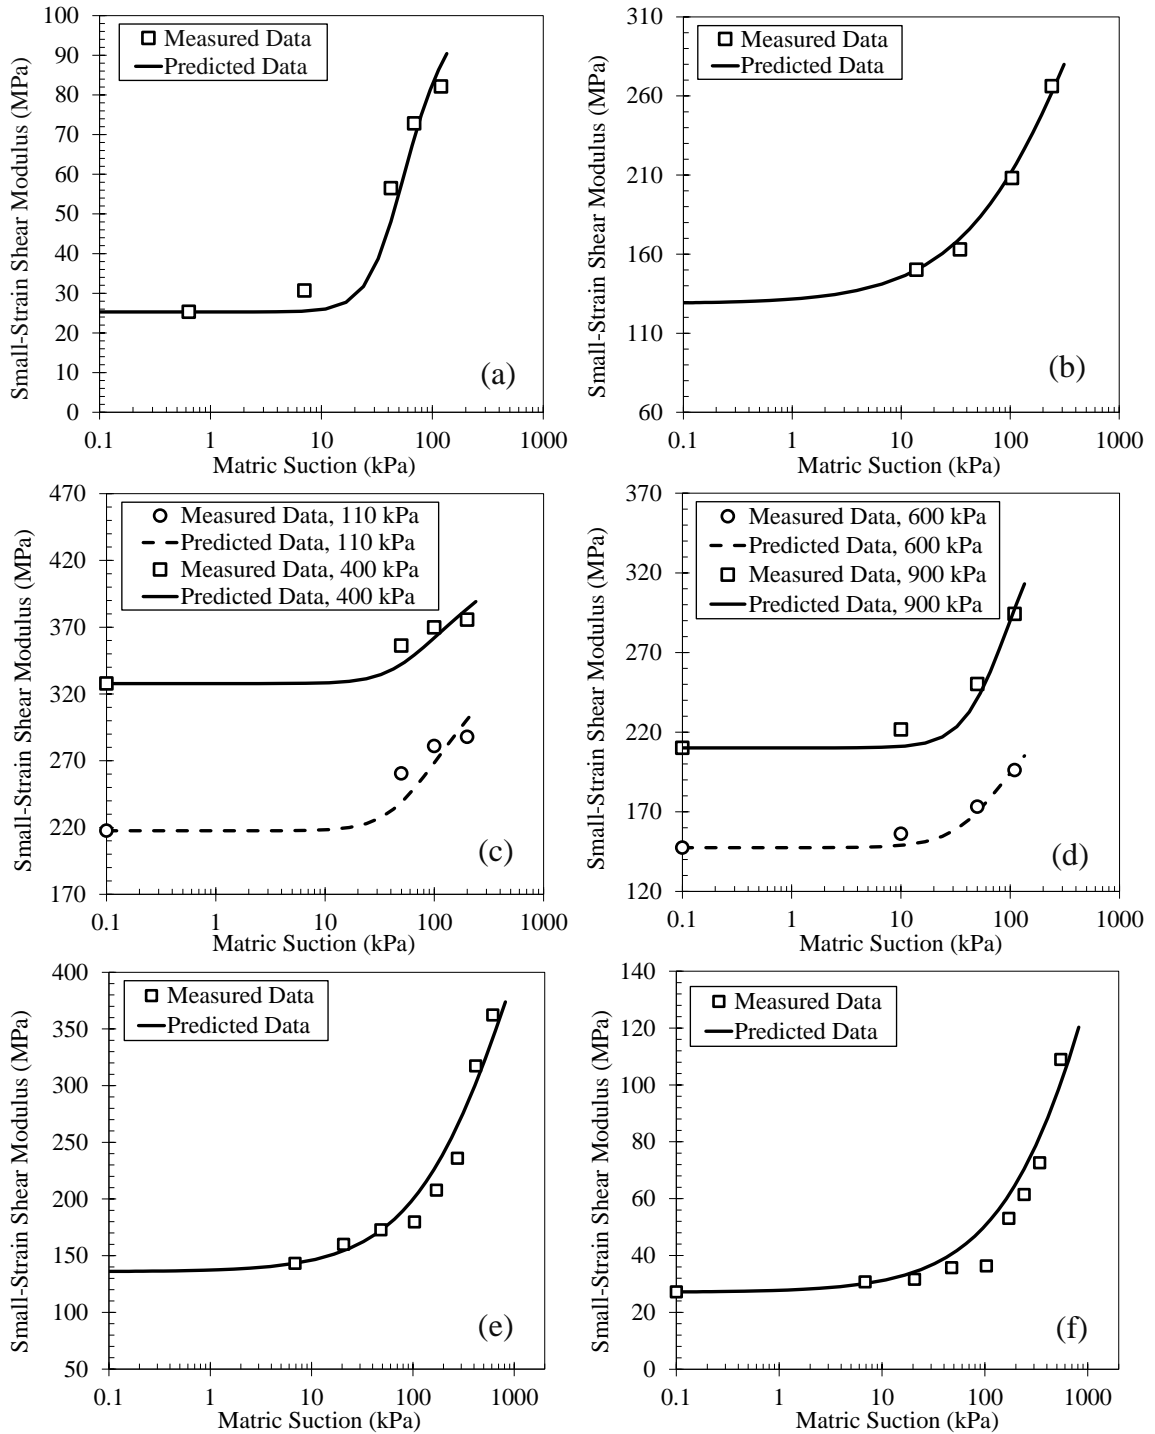 100
90
80
70
60
50
40
30
20
10
0
Small-Strain Shear Modulus (MPa)
Measured Data
Predicted Data
(a)
0.1 1 10 100 1000
Matric Suction (kPa)
310
260
210
160
110
60
Small-Strain Shear Modulus (MPa)
Measured Data
Predicted Data
(b)
0.1 1 10 100 1000
Matric Suction (kPa)
470
420
370
320
270
220
170
Small-Strain Shear Modulus (MPa)
Measured Data, 110 kPa
Predicted Data, 110 kPa
Measured Data, 400 kPa
Predicted Data, 400 kPa
(c)
0.1 1 10 100 1000
Matric Suction (kPa)
370
320
270
220
170
120
Small-Strain Shear Modulus (MPa)
Measured Data, 600 kPa
Predicted Data, 600 kPa
Measured Data, 900 kPa
Predicted Data, 900 kPa
(d)
0.1 1 10 100 1000
Matric Suction (kPa)
400
350
300
250
200
150
100
50
Small-Strain Shear Modulus (MPa)
Measured Data
Predicted Data
(e)
0.1 1 10 100 1000
Matric Suction (kPa)
140
120
100
80
60
40
20
0
Small-Strain Shear Modulus (MPa)
Measured Data
Predicted Data
(f)
0.1 1 10 100 1000
Matric Suction (kPa)